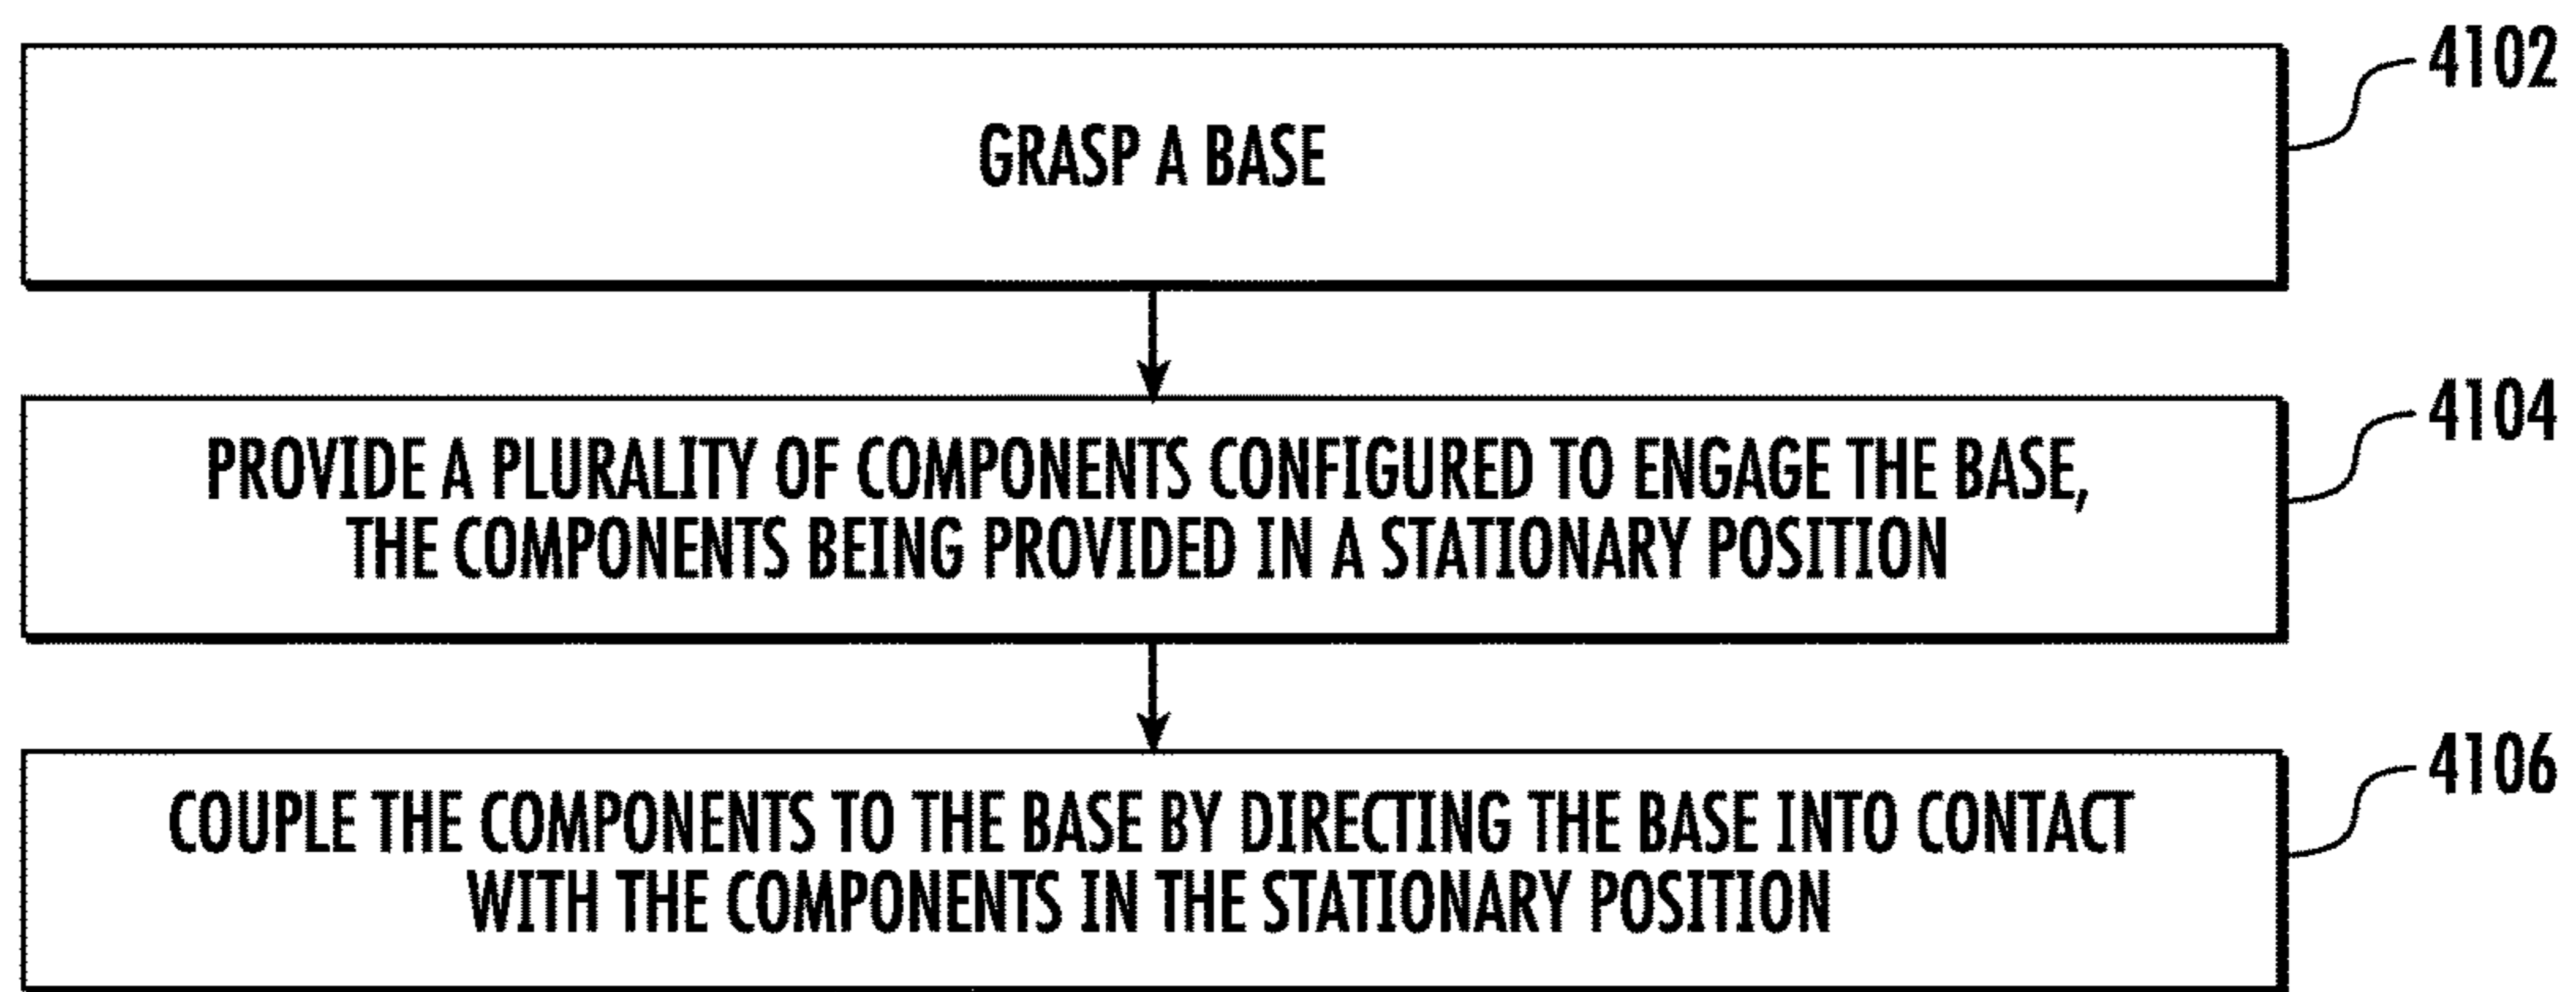 4102
GRASP A BASE
4104
PROVIDE A PLURALITY OF COMPONENTS CONFIGURED TO ENGAGE THE BASE,
THE COMPONENTS BEING PROVIDED IN A STATIONARY POSITION
4106
COUPLE THE COMPONENTS TO THE BASE BY DIRECTING THE BASE INTO CONTACT
WITH THE COMPONENTS IN THE STATIONARY POSITION